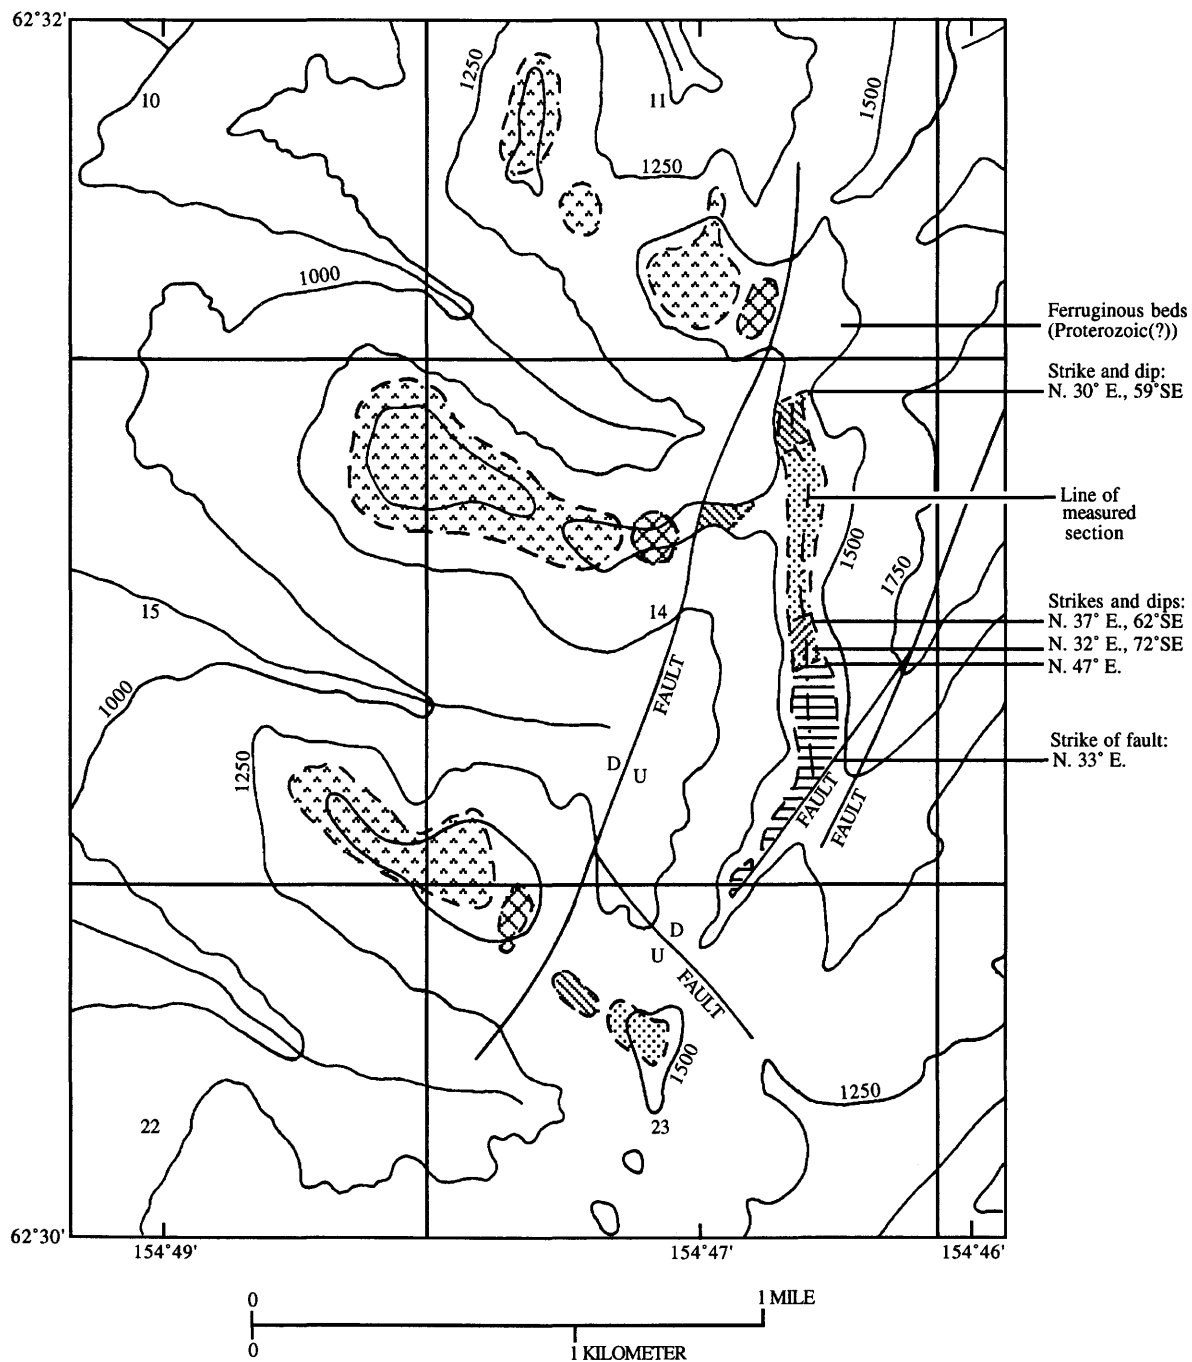 62°32'
10
1250
11
1500
1250
1000
Ferruginous beds
(Proterozoic(?))
Strike and dip:
N. 30° E., 59°SE
Line of
measured
section
1500
1750
15
14
Strikes and dips:
N. 37° E., 62°SE
N. 32° E., 72°SE
N. 47° E.
FAULT
1000
1250
D
U
Strike of fault:
N. 33° E.
FAULT
FAULT
D
U
FAULT
1500
1250
22
23
62°30'
154°49'
154°47'
154°46'
0
1 MILE
0
1 KILOMETER